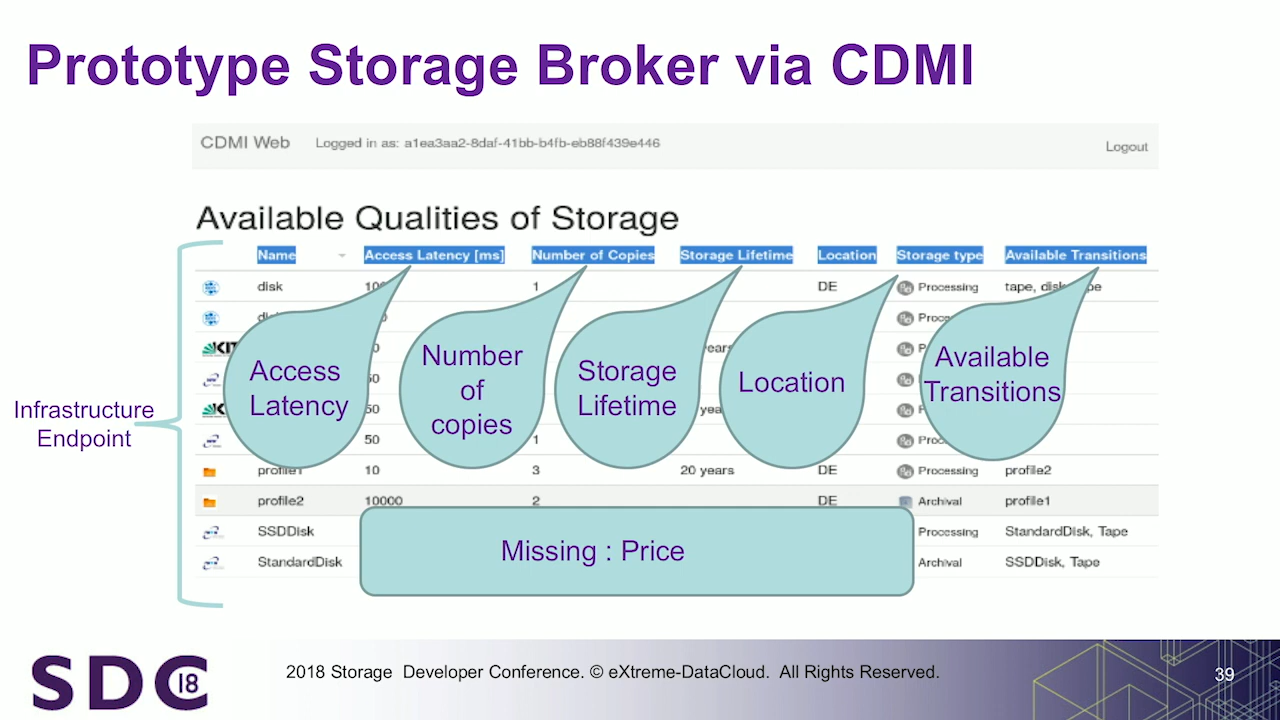 Prototype Storage Broker via CDMI
CDMI Web Logged in as: a1ea3aa2-8daf-41bb-b4fb-eb88f439e446 Logout
Available Qualities of Storage
Name Access Latency [ms] Number of Copies Storage Lifetime Location Storage type Available Transitions
disk 1 DE Processing tape,
KIT
50
50 1
profile1 10 3 20 years DE Processing profile2
profile2 10000 2 DE Archival profile1
SSDDisk Processing StandardDisk, Tape
StandardDisk Archival SSDDisk, Tape
Infrastructure
Endpoint
Access
Latency
Number
of
copies
Storage
Lifetime
Location
Available
Transitions
Missing : Price
SDC 18
2018 Storage Developer Conference. © eXtreme-DataCloud. All Rights Reserved.
39